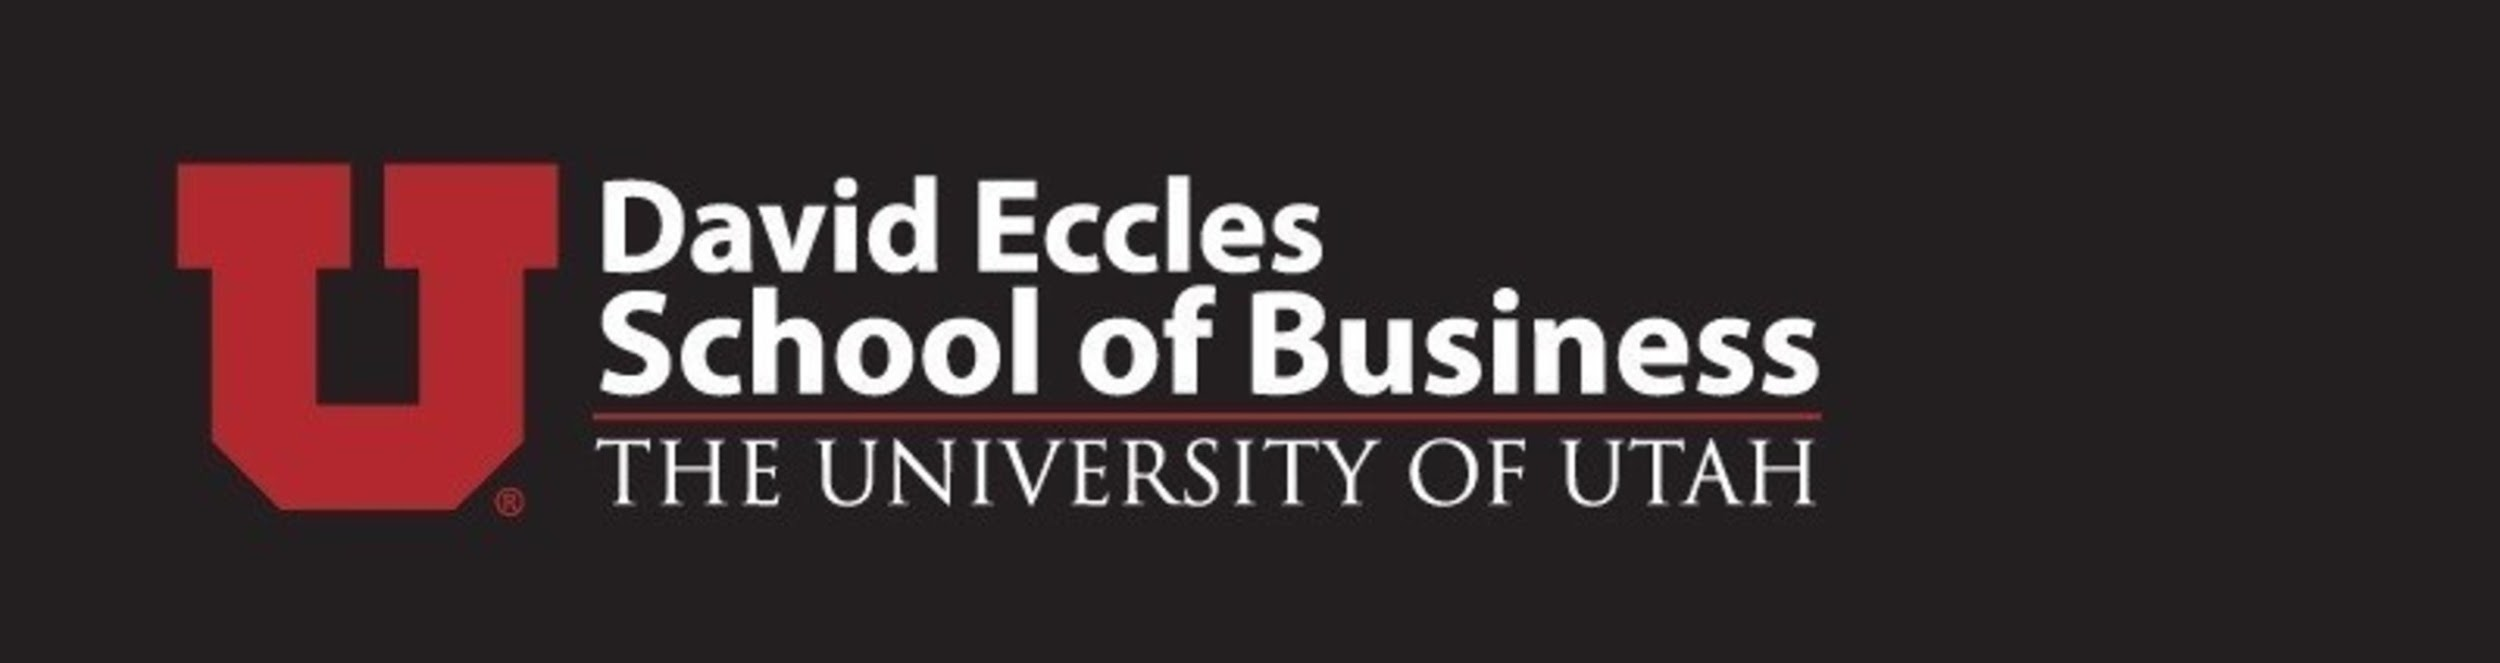 U®
David Eccles
School of Business
THE UNIVERSITY OF UTAH